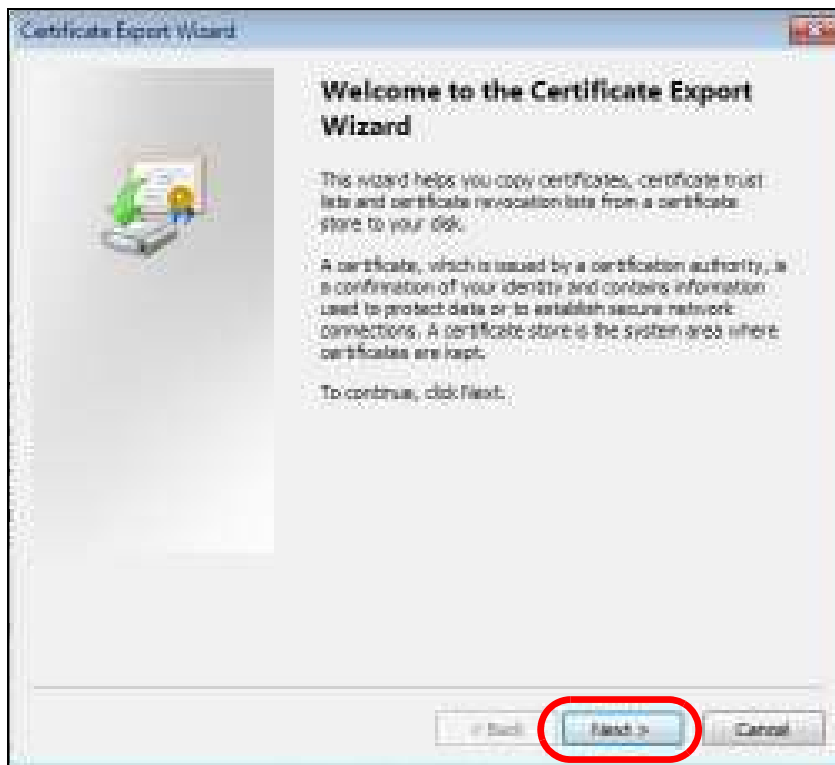 Certificate Export Wizard
Welcome to the Certificate Export
Wizard
This wizard helps you copy certificates, certificate trust
lists and certificate revocation lists from a certificate
store to your disk.
A certificate, which is issued by a certification authority, is
a confirmation of your identity and contains information
used to protect data or to establish secure network
connections. A certificate store is the system area where
certificates are kept.
To continue, click Next.
< Back
Next >
Cancel